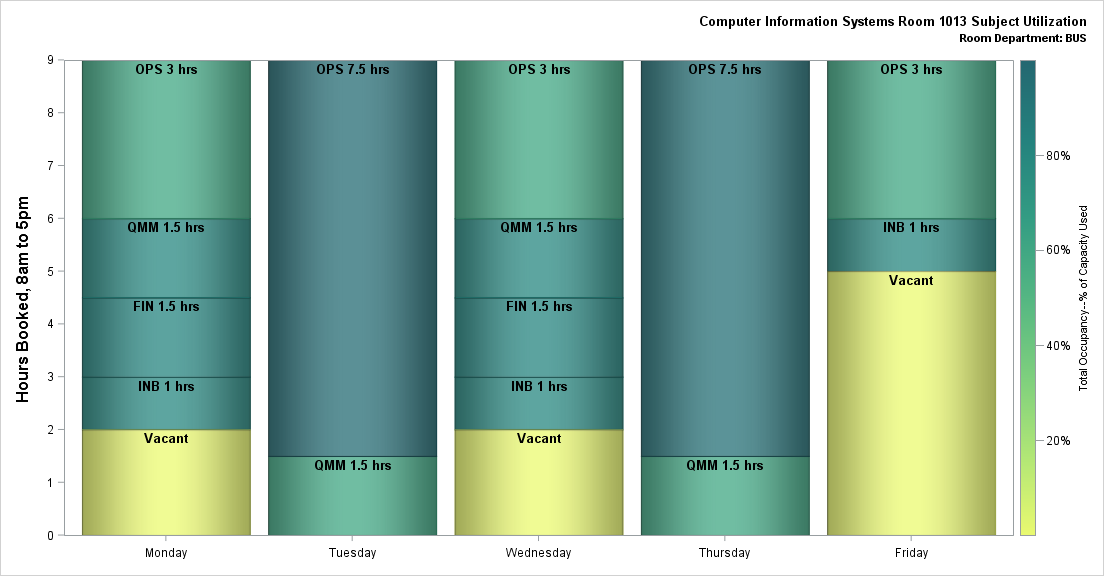 Computer Information Systems Room 1013 Subject Utilization
Room Department: BUS
Hours Booked, 8am to 5pm
9
8
7
6
5
4
3
2
1
0
OPS 3 hrs
QMM 1.5 hrs
FIN 1.5 hrs
INB 1 hrs
Vacant
OPS 7.5 hrs
QMM 1.5 hrs
OPS 3 hrs
QMM 1.5 hrs
FIN 1.5 hrs
INB 1 hrs
Vacant
OPS 7.5 hrs
QMM 1.5 hrs
OPS 3 hrs
INB 1 hrs
Vacant
Monday
Tuesday
Wednesday
Thursday
Friday
80%
60%
40%
20%
Total Occupancy--% of Capacity Used